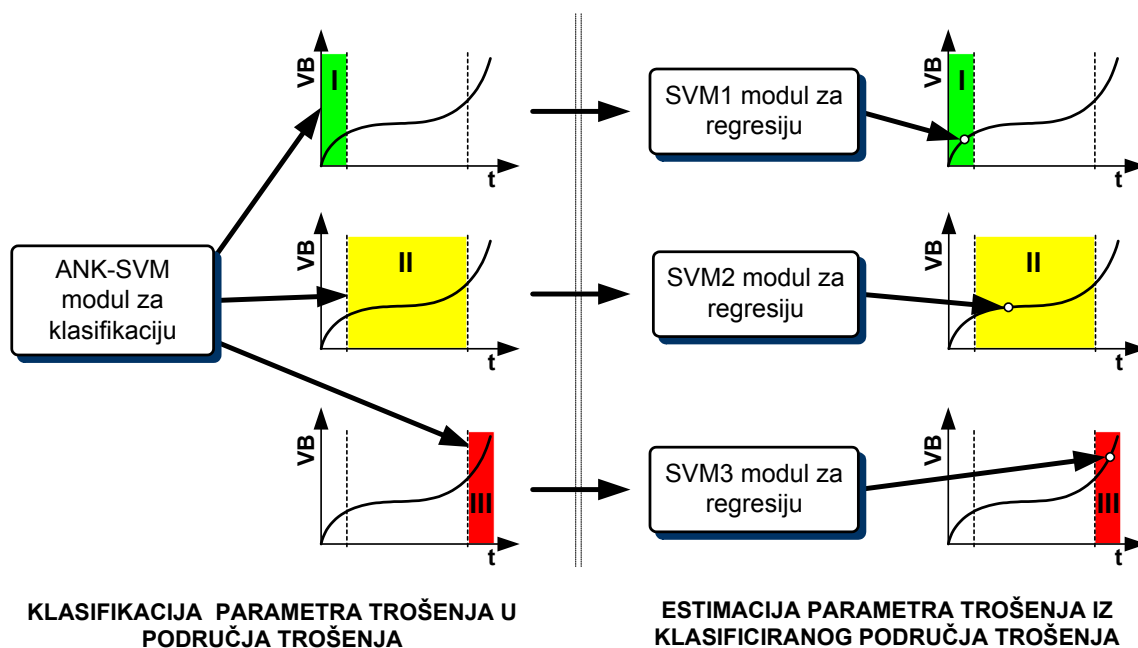 ANK-SVM
modul za
klasifikaciju
VB
I
t
VB
II
t
VB
III
t
KLASIFIKACIJA PARAMETRA TROŠENJA U
PODRUČJA TROŠENJA
SVM1 modul za
regresiju
VB
I
t
SVM2 modul za
regresiju
VB
II
t
SVM3 modul za
regresiju
VB
III
t
ESTIMACIJA PARAMETRA TROŠENJA IZ
KLASIFICIRANOG PODRUČJA TROŠENJA